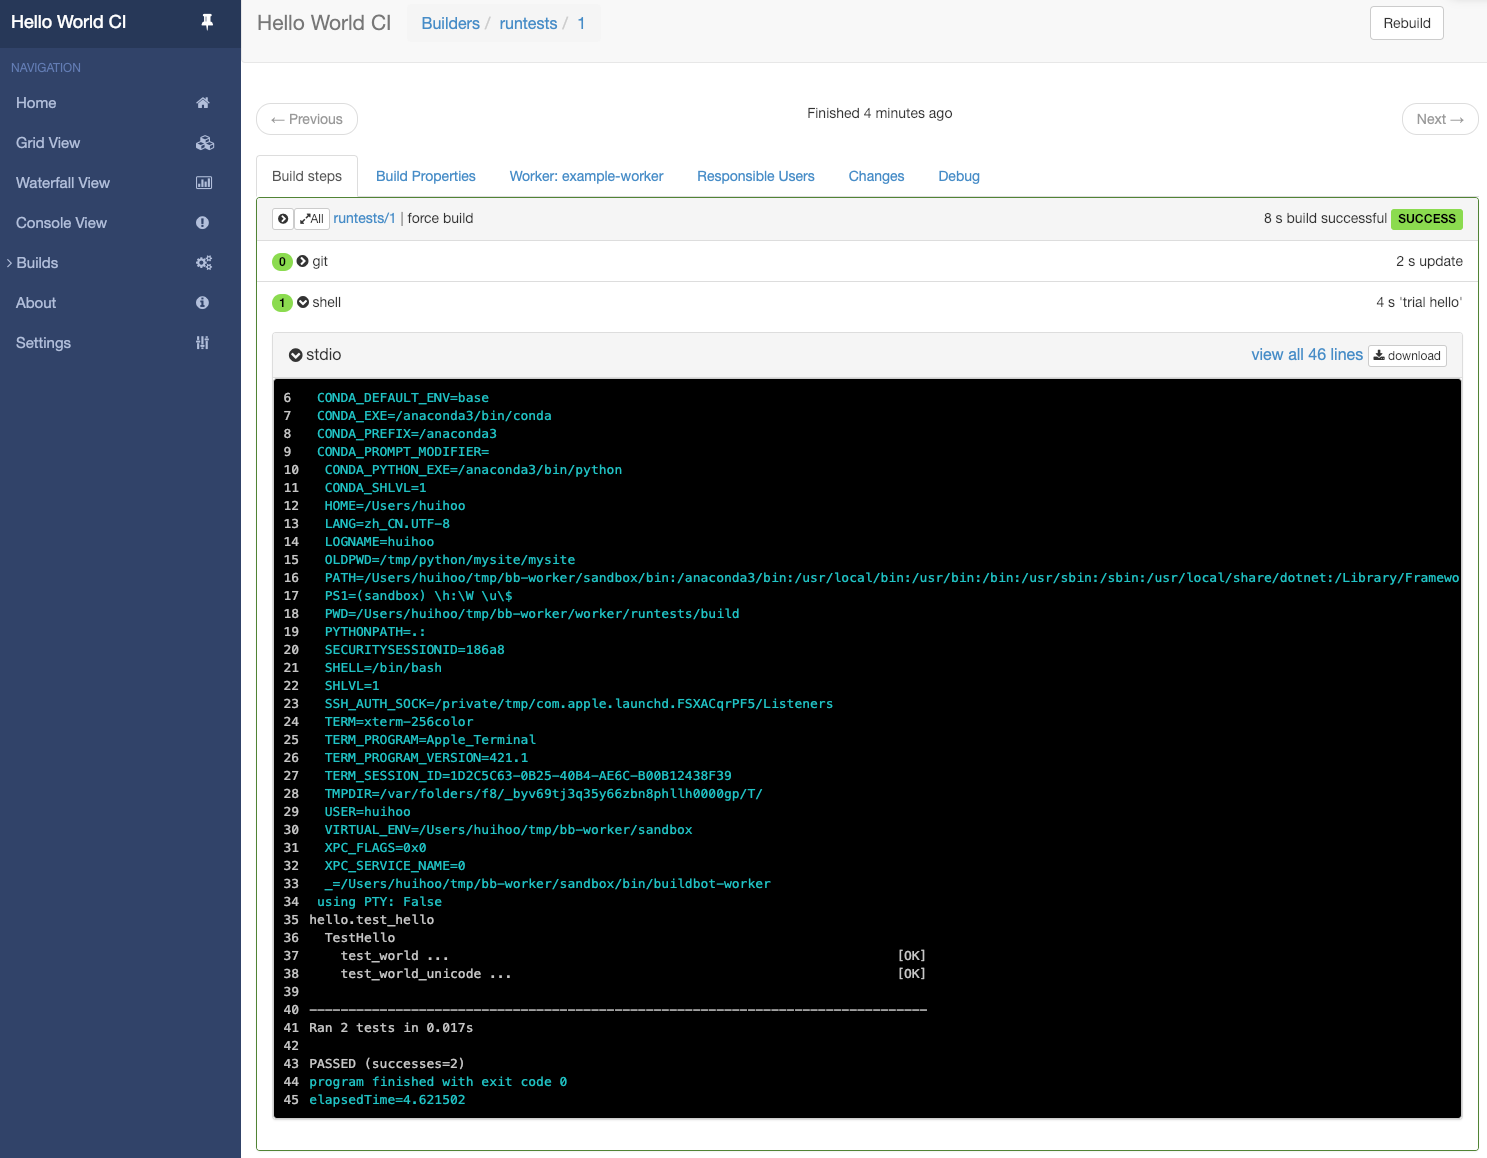 Hello World CI
NAVIGATION
Home
Grid View
Waterfall View
Console View
Builds
About
Settings
Hello World CI
Builders / runtests / 1
Rebuild
← Previous
Finished 4 minutes ago
Next →
Build steps Build Properties Worker: example-worker Responsible Users Changes Debug
All runtests/1 | force build 8 s build successful SUCCESS
0 git 2 s update
1 shell 4 s 'trial hello'
stdio view all 46 lines download
6 CONDA_DEFAULT_ENV=base
7 CONDA_EXE=/anaconda3/bin/conda
8 CONDA_PREFIX=/anaconda3
9 CONDA_PROMPT_MODIFIER=
10 CONDA_PYTHON_EXE=/anaconda3/bin/python
11 CONDA_SHLVL=1
12 HOME=/Users/huihoo
13 LANG=zh_CN.UTF-8
14 LOGNAME=huihoo
15 OLDPWD=/tmp/python/mysite/mysite
16 PATH=/Users/huihoo/tmp/bb-worker/sandbox/bin:/anaconda3/bin:/usr/local/bin:/usr/bin:/bin:/usr/sbin:/sbin:/usr/local/share/dotnet:/Library/Framewo
17 PS1=(sandbox) \h:\W \u\$
18 PWD=/Users/huihoo/tmp/bb-worker/worker/runtests/build
19 PYTHONPATH=.:
20 SECURITYSESSIONID=186a8
21 SHELL=/bin/bash
22 SHLVL=1
23 SSH_AUTH_SOCK=/private/tmp/com.apple.launchd.FSXACqrPF5/Listeners
24 TERM=xterm-256color
25 TERM_PROGRAM=Apple_Terminal
26 TERM_PROGRAM_VERSION=421.1
27 TERM_SESSION_ID=1D2C5C63-0B25-40B4-AE6C-B00B12438F39
28 TMPDIR=/var/folders/f8/_byv69tj3q35y66zbn8phllh0000gp/T/
29 USER=huihoo
30 VIRTUAL_ENV=/Users/huihoo/tmp/bb-worker/sandbox
31 XPC_FLAGS=0x0
32 XPC_SERVICE_NAME=0
33 _=/Users/huihoo/tmp/bb-worker/sandbox/bin/buildbot-worker
34 using PTY: False
35 hello.test_hello
36 TestHello
37 test_world ... [OK]
38 test_world_unicode ... [OK]
39
40 -------------------------------------------------------------------------------
41 Ran 2 tests in 0.017s
42
43 PASSED (successes=2)
44 program finished with exit code 0
45 elapsedTime=4.621502